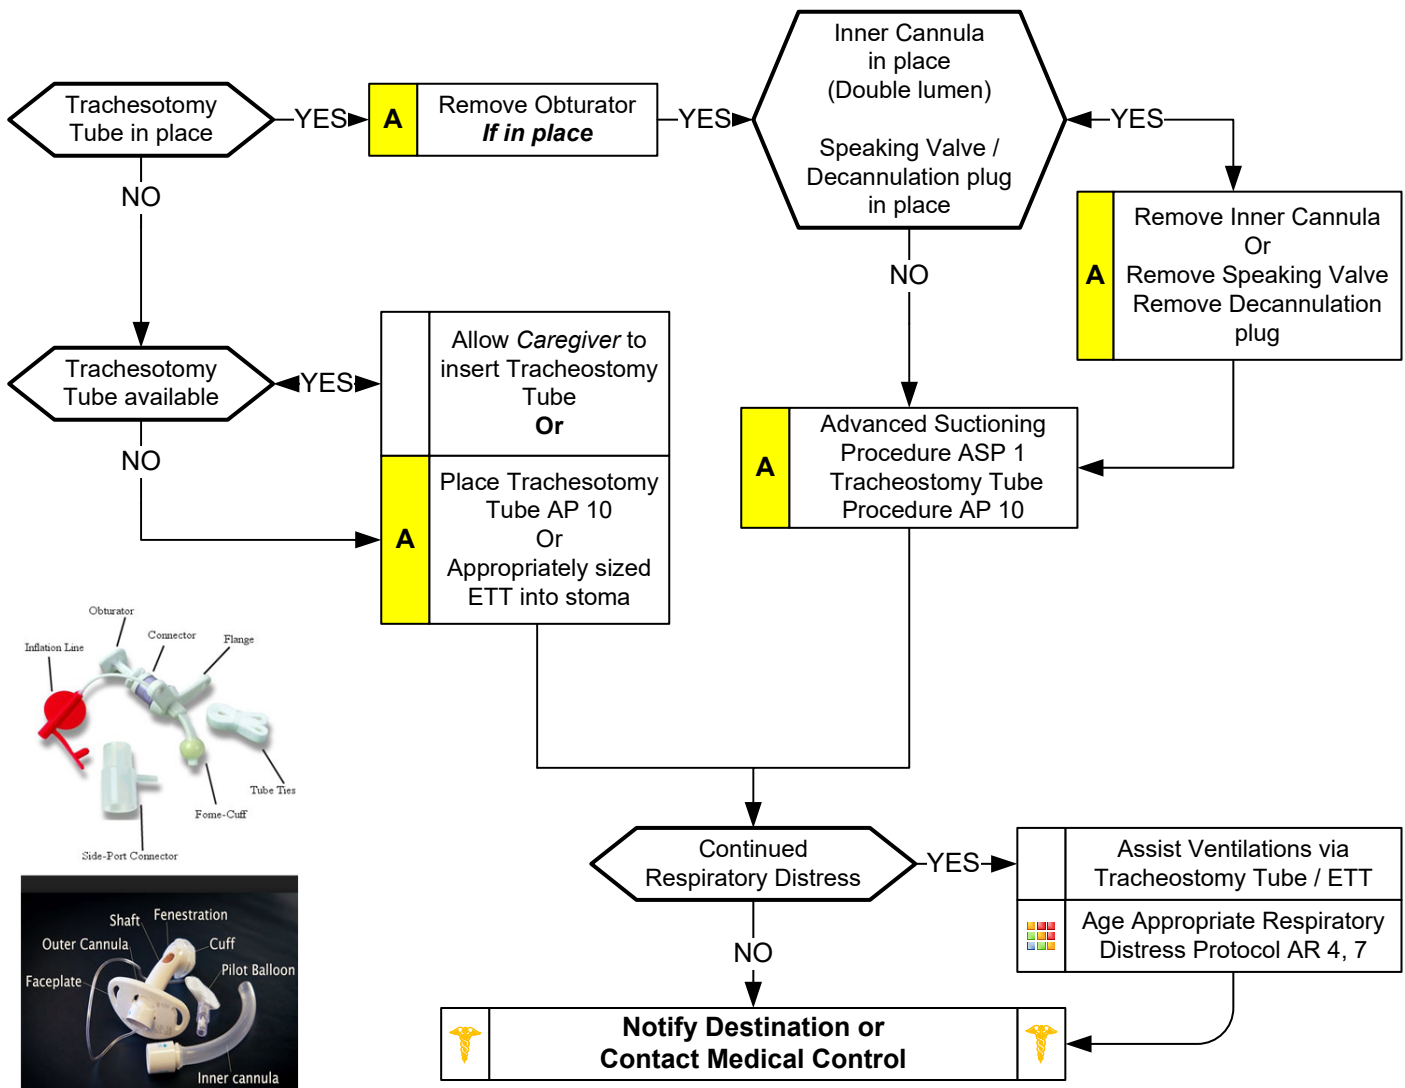 Trachesotomy
Tube in place
YES
A
Remove Obturator
If in place
YES
Inner Cannula
in place
(Double lumen)
Speaking Valve /
Decannulation plug
in place
YES
A
Remove Inner Cannula
Or
Remove Speaking Valve
Remove Decannulation
plug
NO
NO
Trachesotomy
Tube available
YES
Allow Caregiver to
insert Tracheostomy
Tube
Or
NO
A
Place Trachesotomy
Tube AP 10
Or
Appropriately sized
ETT into stoma
A
Advanced Suctioning
Procedure ASP 1
Tracheostomy Tube
Procedure AP 10
Obturator
Connector
Flange
Inflation Line
Tube Ties
Fome-Cuff
Side-Port Connector
Continued
Respiratory Distress
YES
Assist Ventilations via
Tracheostomy Tube / ETT
Age Appropriate Respiratory
Distress Protocol AR 4, 7
NO
Shaft
Fenestration
Outer Cannula
Cuff
Faceplate
Pilot Balloon
Inner cannula
Notify Destination or
Contact Medical Control